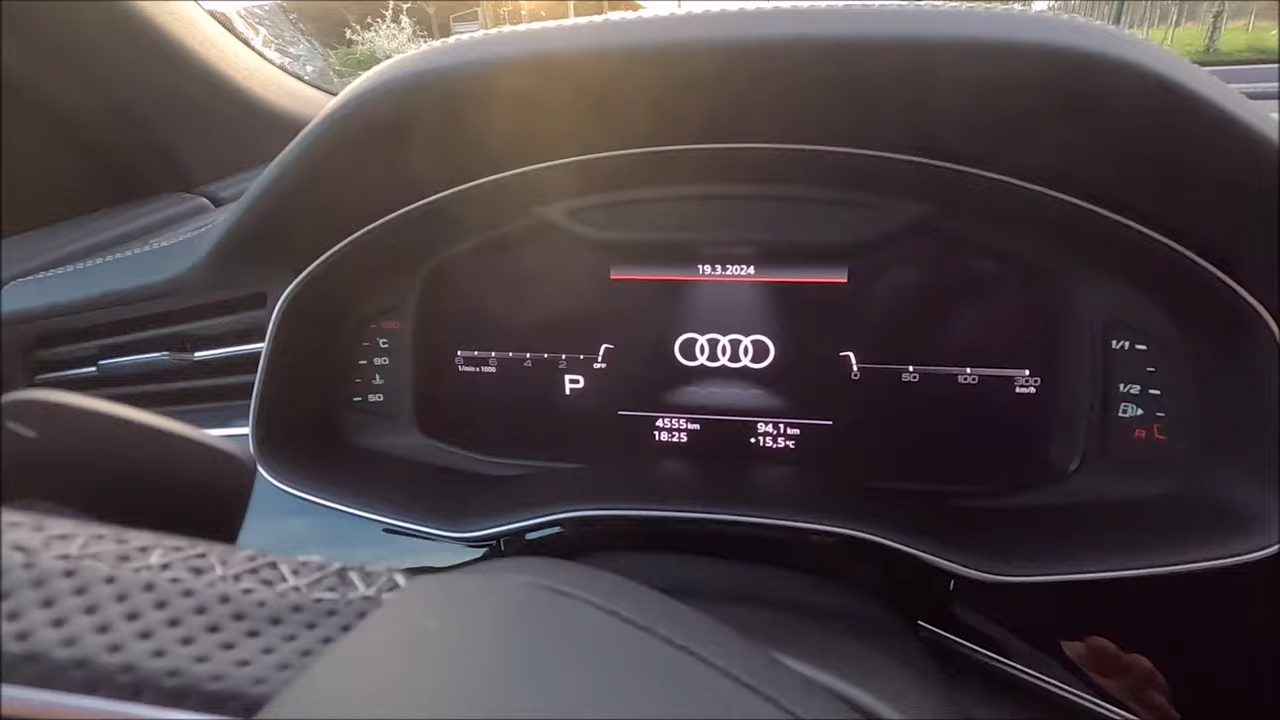 19.3.2024
130
°C
90
50
8 6 4 2 OFF
1/min x 1000
P
0 50 100 300
km/h
1/1
1/2
R
4555 km 94,1 km
18:25 +15,5 °C